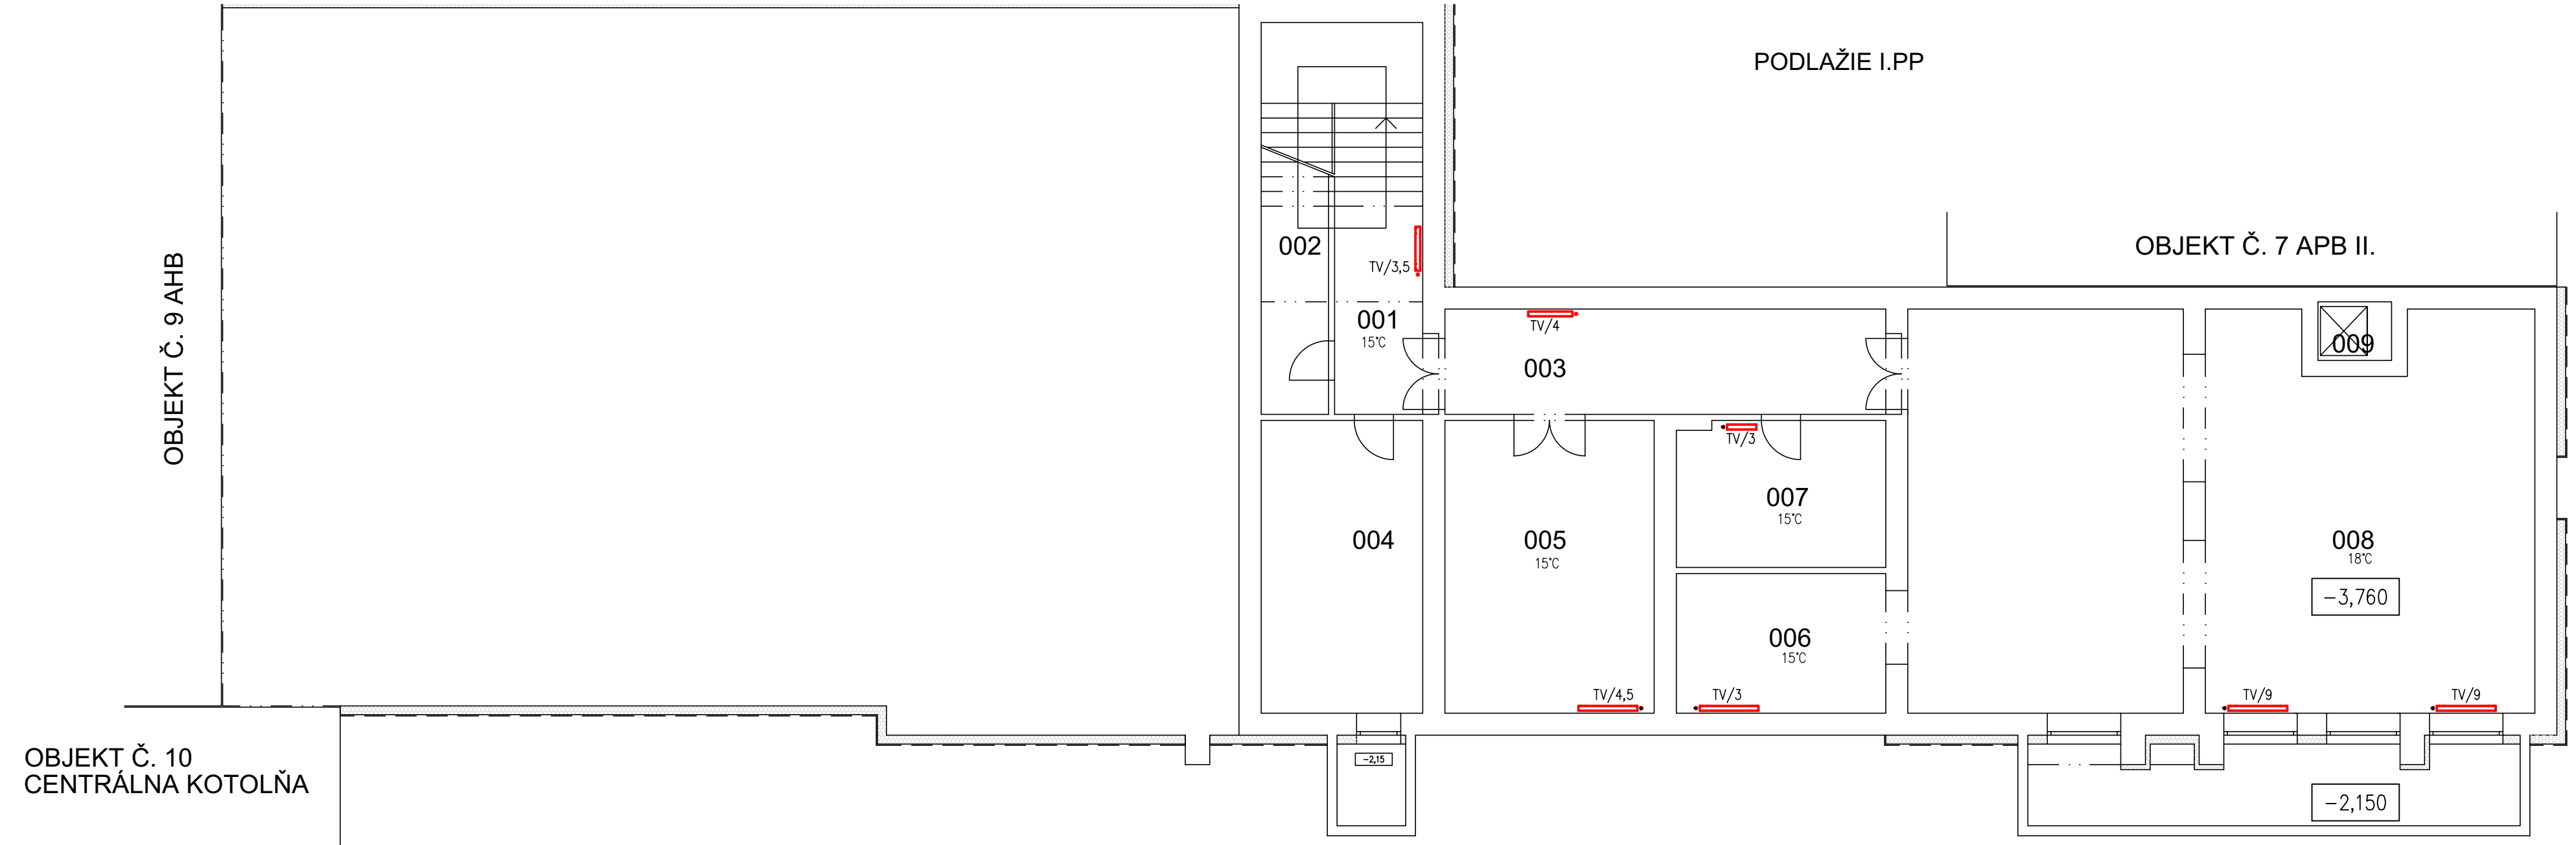 PODLAŽIE I.PP
OBJEKT Č. 9 AHB
002
OBJEKT Č. 7 APB II.
TV/3,5
001
15°C
TV/4
003
009
TV/3
007
15°C
004
005
15°C
008
18°C
-3,760
006
15°C
TV/4,5
TV/3
TV/9
TV/9
OBJEKT Č. 10
CENTRÁLNA KOTOLŇA
-2,15
-2,150